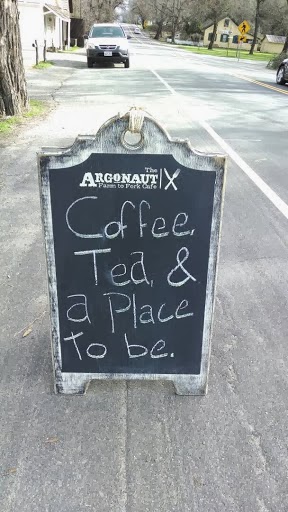 The
ARGONAUT
Farm to Fork Cafe
Coffee,
Tea, &
a Place
to be.